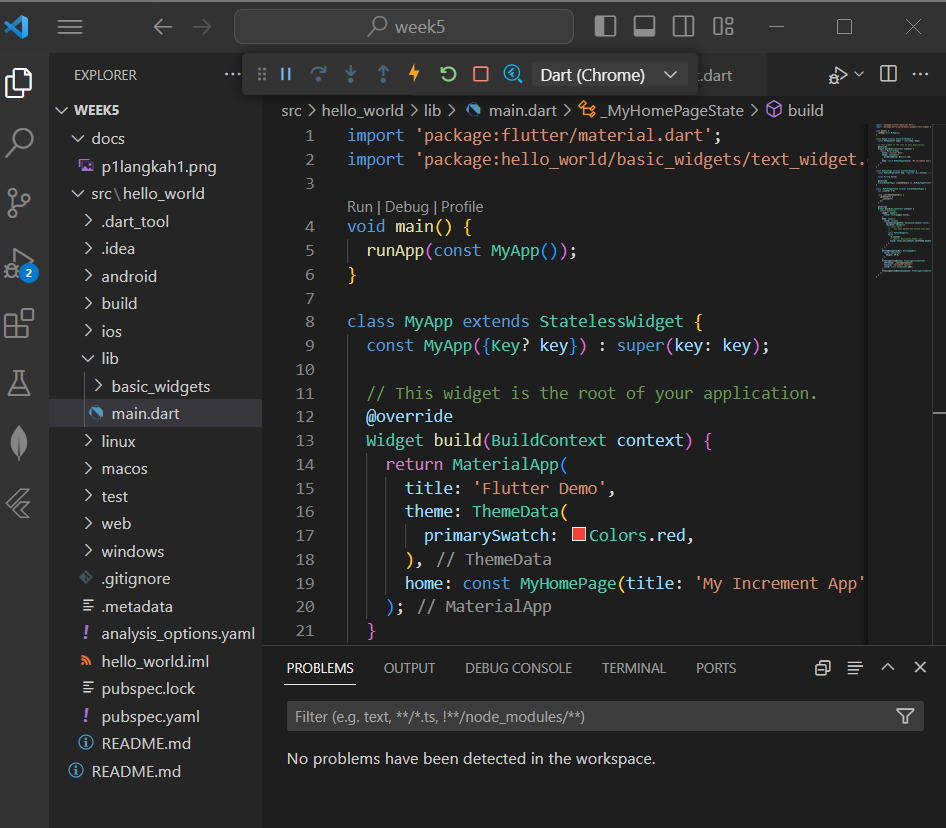 week5
EXPLORER
WEEK5
docs
p1langkah1.png
src\hello_world
.dart_tool
.idea
android
build
ios
lib
basic_widgets
main.dart
linux
macos
test
web
windows
.gitignore
.metadata
analysis_options.yaml
hello_world.iml
pubspec.lock
pubspec.yaml
README.md
README.md
2
Dart (Chrome)
.dart
src > hello_world > lib > main.dart > _MyHomePageState > build
1 import 'package:flutter/material.dart';
2 import 'package:hello_world/basic_widgets/text_widget.
3
Run | Debug | Profile
4 void main() {
5 runApp(const MyApp());
6 }
7
8 class MyApp extends StatelessWidget {
9 const MyApp({Key? key}) : super(key: key);
10
11 // This widget is the root of your application.
12 @override
13 Widget build(BuildContext context) {
14 return MaterialApp(
15 title: 'Flutter Demo',
16 theme: ThemeData(
17 primarySwatch: Colors.red,
18 ), // ThemeData
19 home: const MyHomePage(title: 'My Increment App'
20 ); // MaterialApp
21 }
PROBLEMS OUTPUT DEBUG CONSOLE TERMINAL PORTS
Filter (e.g. text, **/*.ts, !**/node_modules/**)
No problems have been detected in the workspace.